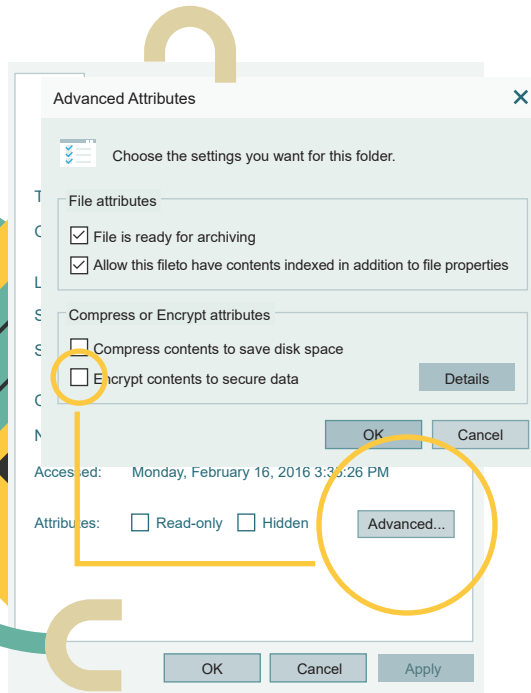 Advanced Attributes
Choose the settings you want for this folder.
File attributes
File is ready for archiving
Allow this fileto have contents indexed in addition to file properties
Compress or Encrypt attributes
Compress contents to save disk space
Encrypt contents to secure data
Details
OK Cancel
Accessed: Monday, February 16, 2016 3:36:26 PM
Attributes: Read-only Hidden Advanced...
OK Cancel Apply